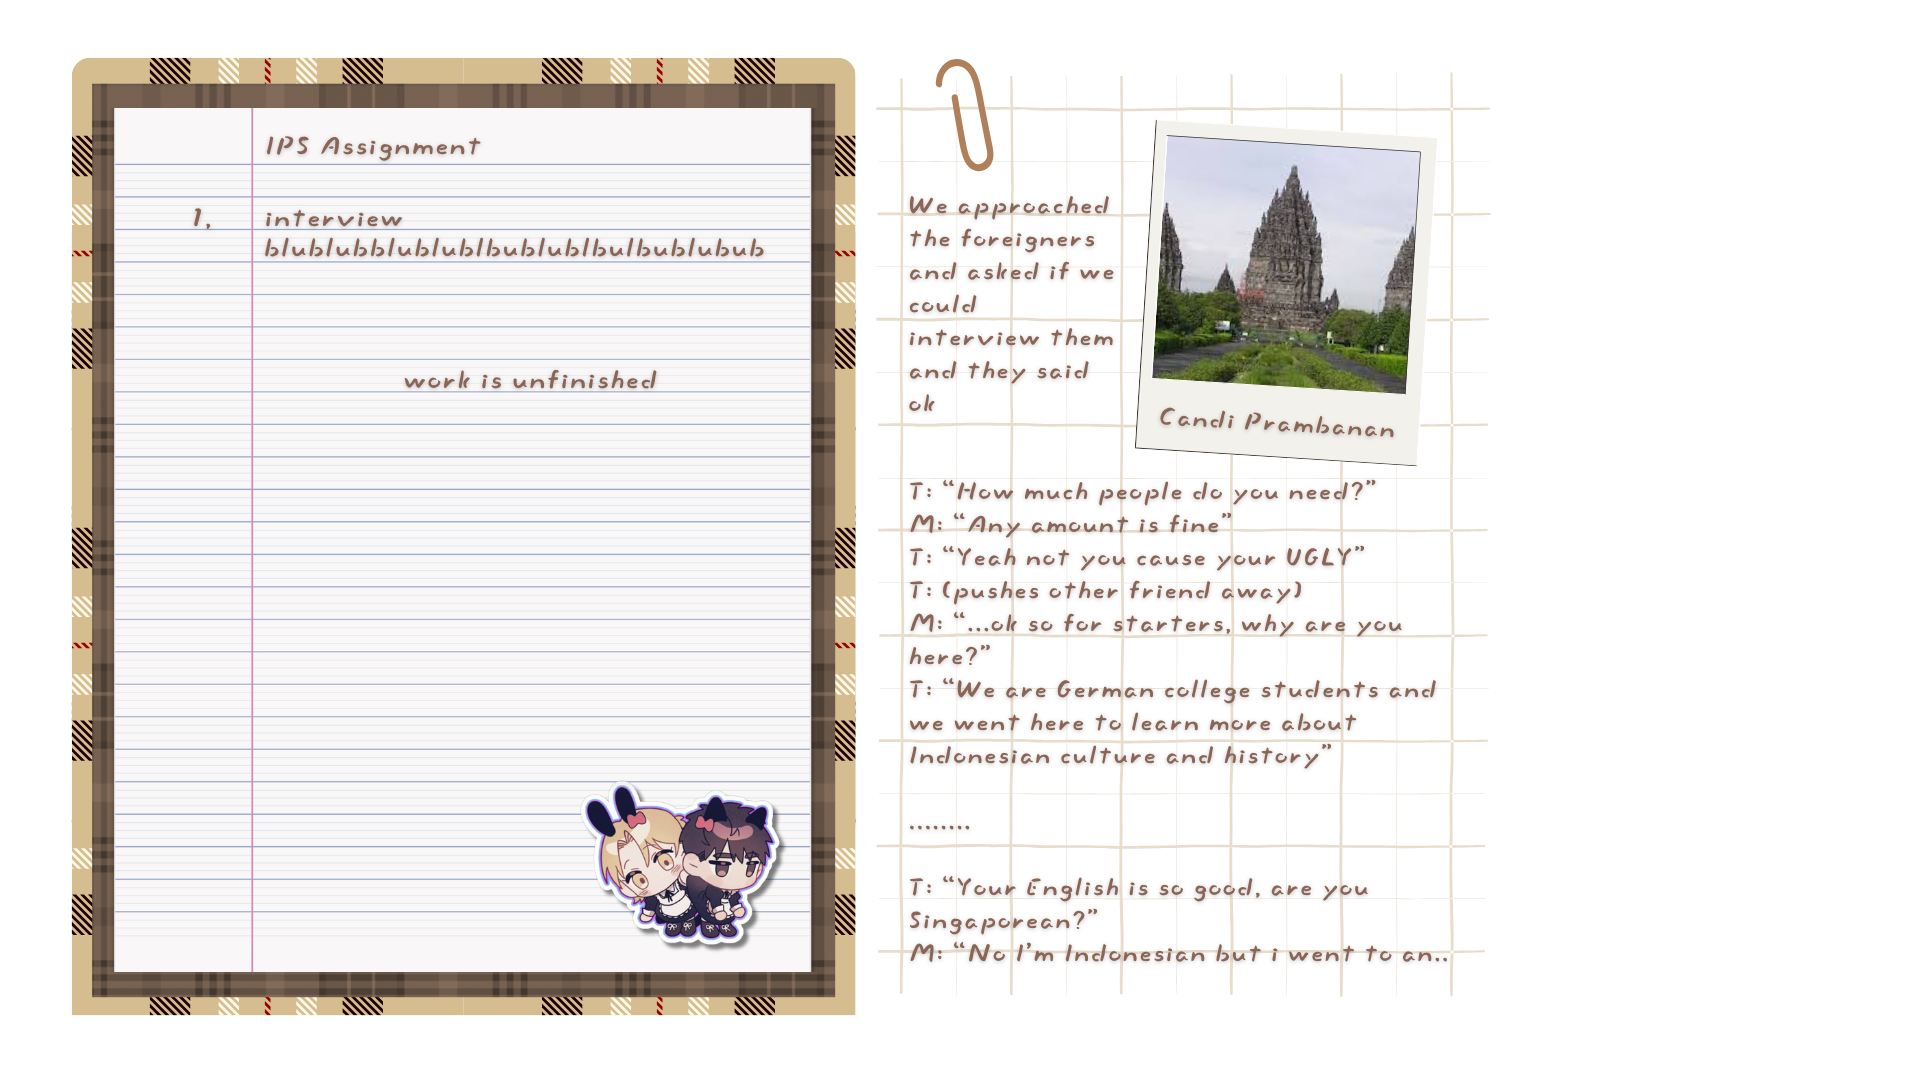 IPS Assignment
1, interview
blublubblublublbublublbulbublubub
work is unfinished
We approached
the foreigners
and asked if we
could
interview them
and they said
ok
Candi Prambanan
T: “How much people do you need?”
M: “Any amount is fine”
T: “Yeah not you cause your UGLY”
T: (pushes other friend away)
M: “...ok so for starters, why are you
here?”
T: “We are German college students and
we went here to learn more about
Indonesian culture and history”
........
T: “Your English is so good, are you
Singaporean?”
M: “No I'm Indonesian but i went to an..